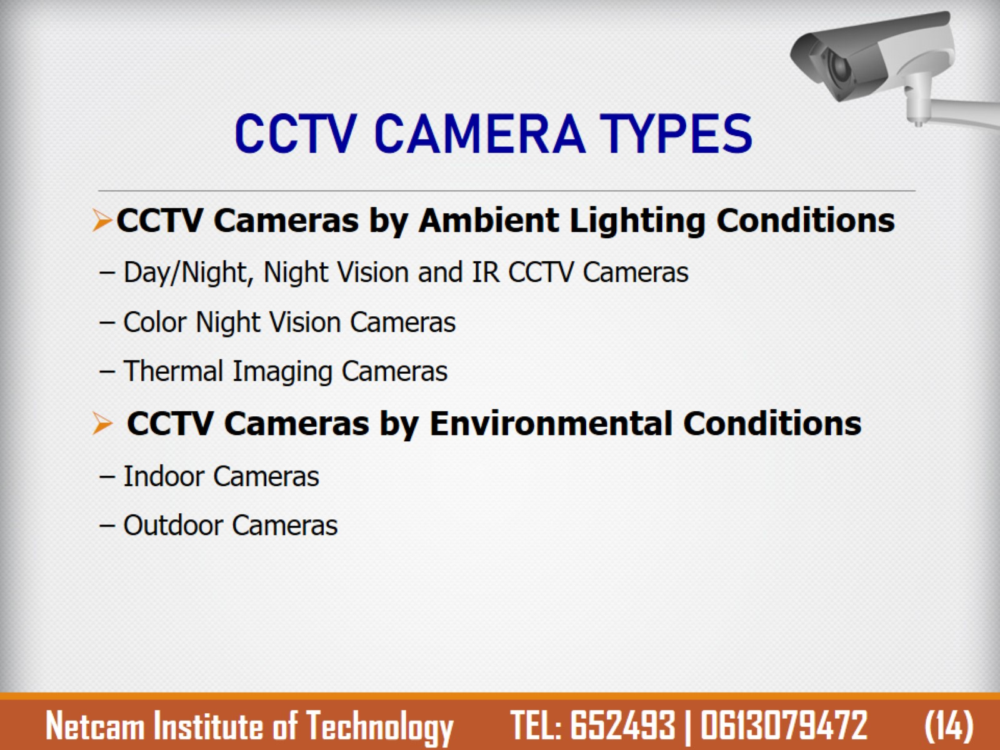 CCTV CAMERA TYPES
➢CCTV Cameras by Ambient Lighting Conditions
– Day/Night, Night Vision and IR CCTV Cameras
– Color Night Vision Cameras
– Thermal Imaging Cameras
➢ CCTV Cameras by Environmental Conditions
– Indoor Cameras
– Outdoor Cameras
Netcam Institute of Technology TEL: 652493 | 0613079472 (14)